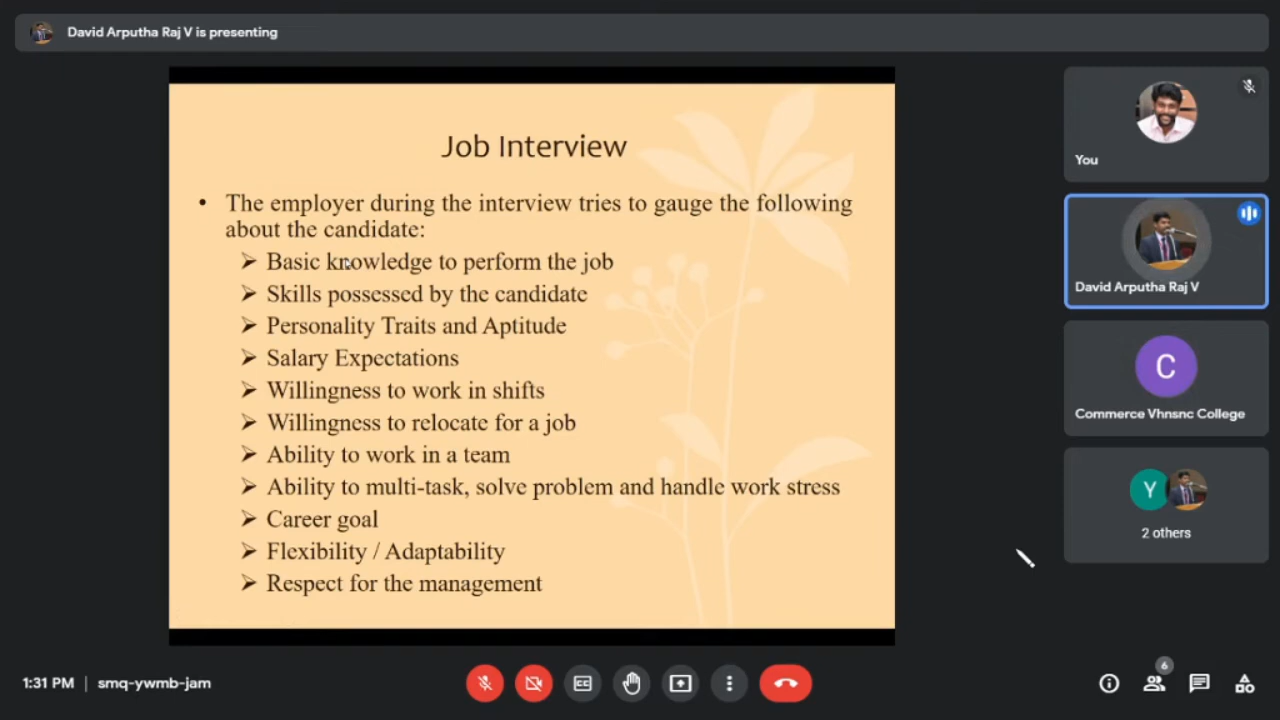 David Arputha Raj V is presenting
Job Interview
• The employer during the interview tries to gauge the following
about the candidate:
➢ Basic knowledge to perform the job
➢ Skills possessed by the candidate
➢ Personality Traits and Aptitude
➢ Salary Expectations
➢ Willingness to work in shifts
➢ Willingness to relocate for a job
➢ Ability to work in a team
➢ Ability to multi-task, solve problem and handle work stress
➢ Career goal
➢ Flexibility / Adaptability
➢ Respect for the management
You
David Arputha Raj V
C
Commerce Vhnsnc College
Y
2 others
1:31 PM | smq-ywmb-jam
CC
6